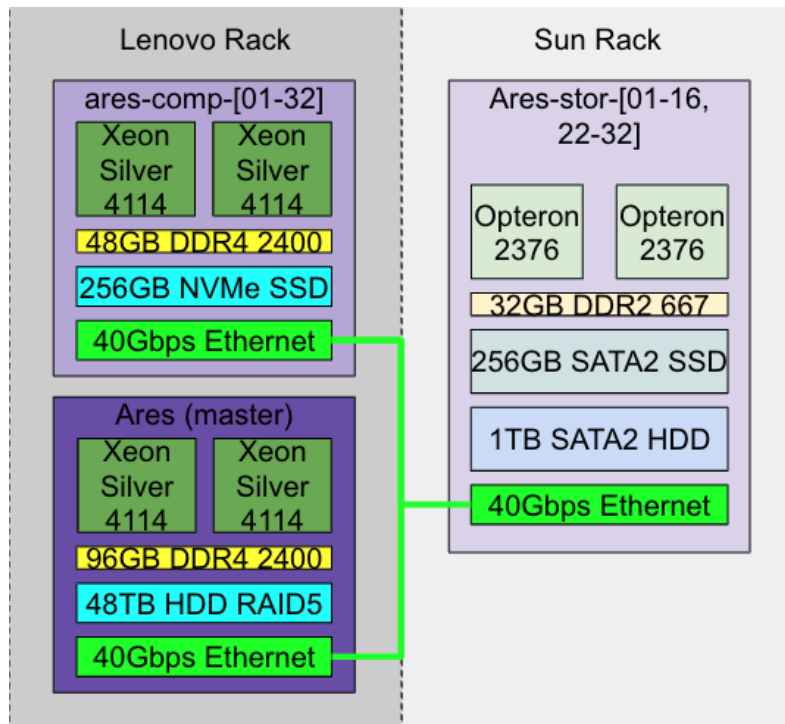 Lenovo Rack
ares-comp-[01-32]
Xeon
Silver
4114
Xeon
Silver
4114
48GB DDR4 2400
256GB NVMe SSD
40Gbps Ethernet
Ares (master)
Xeon
Silver
4114
Xeon
Silver
4114
96GB DDR4 2400
48TB HDD RAID5
40Gbps Ethernet
Sun Rack
Ares-stor-[01-16,
22-32]
Opteron
2376
Opteron
2376
32GB DDR2 667
256GB SATA2 SSD
1TB SATA2 HDD
40Gbps Ethernet